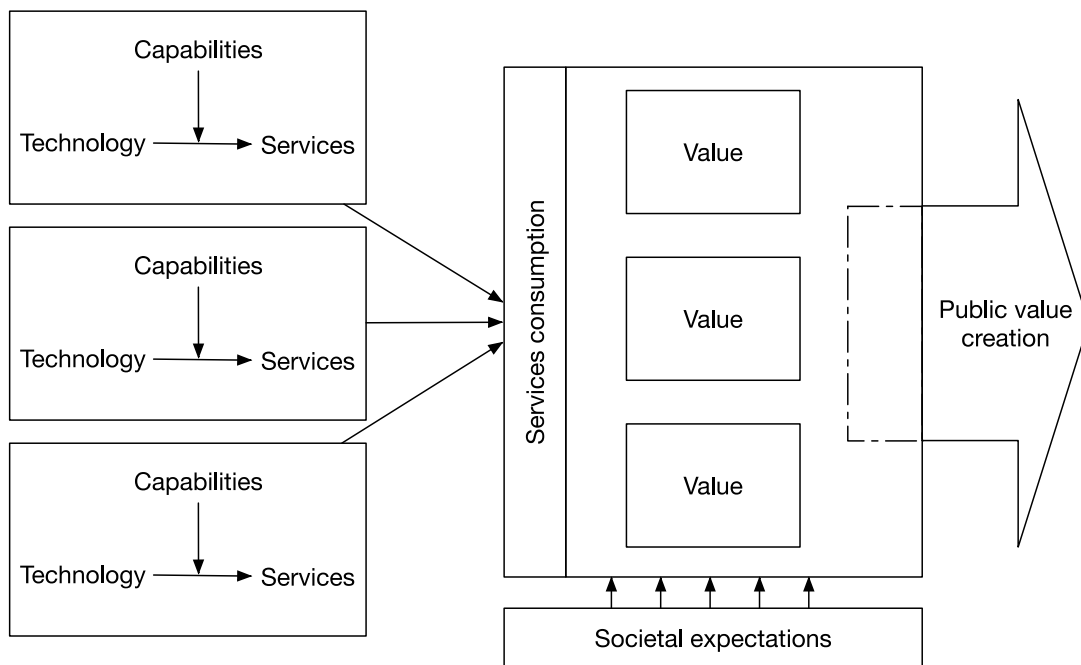 Capabilities
Technology
Services
Capabilities
Technology
Services
Capabilities
Technology
Services
Services consumption
Value
Value
Value
Societal expectations
Public value
creation